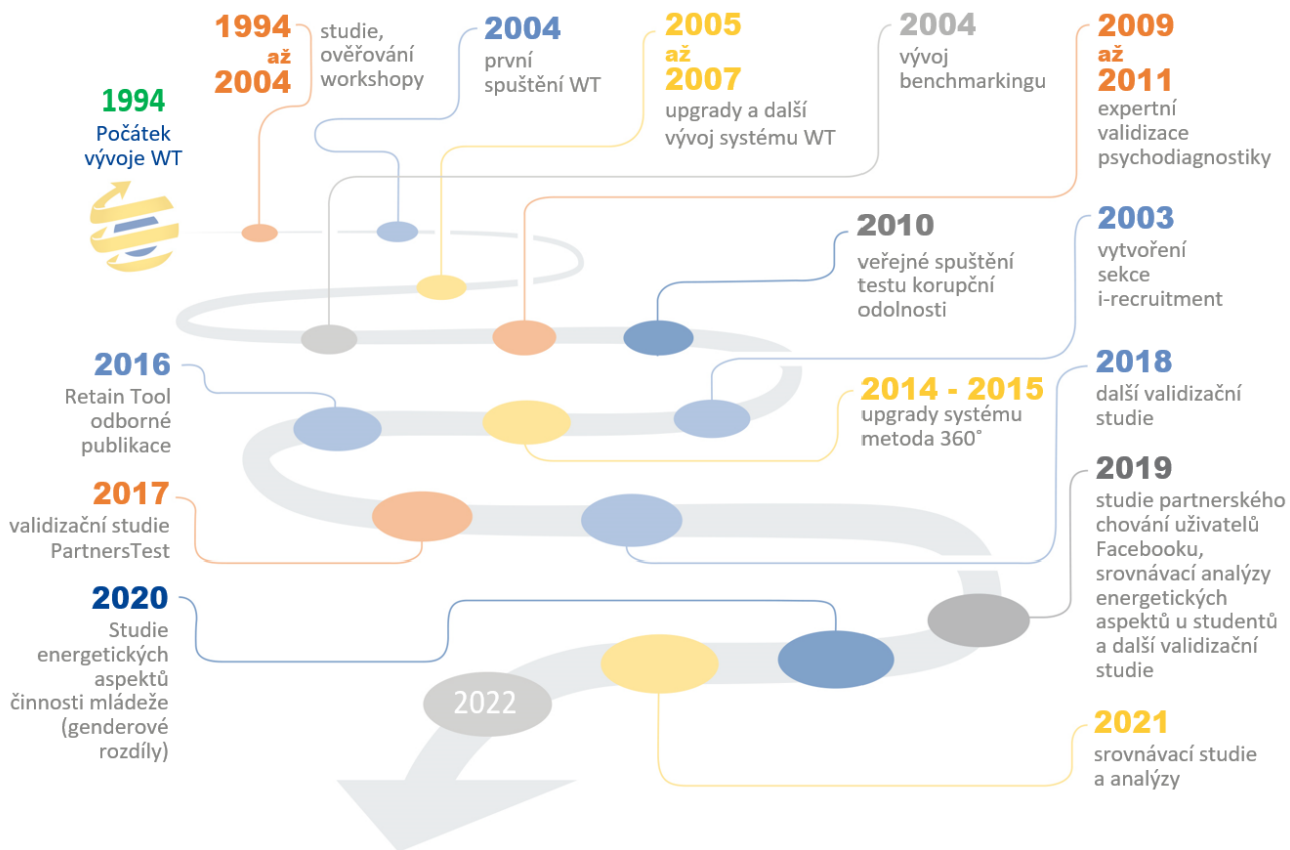 1994
Počátek
vývoje WT
1994
až
2004
studie,
ověřování
workshopy
2004
první
spuštění WT
2005
až
2007
upgrady a další
vývoj systému WT
2004
vývoj
benchmarkingu
2009
až
2011
expertní
validizace
psychodiagnostiky
2010
veřejné spuštění
testu korupční
odolnosti
2003
vytvoření
sekce
i-recruitment
2016
Retain Tool
odborné
publikace
2014 - 2015
upgrady systému
metoda 360°
2018
další validizační
studie
2017
validizační studie
PartnersTest
2019
studie partnerského
chování uživatelů
Facebooku,
srovnávací analýzy
energetických
aspektů u studentů
a další validizační
studie
2020
Studie
energetických
aspektů
činnosti mládeže
(genderové
rozdíly)
2022
2021
srovnávací studie
a analýzy